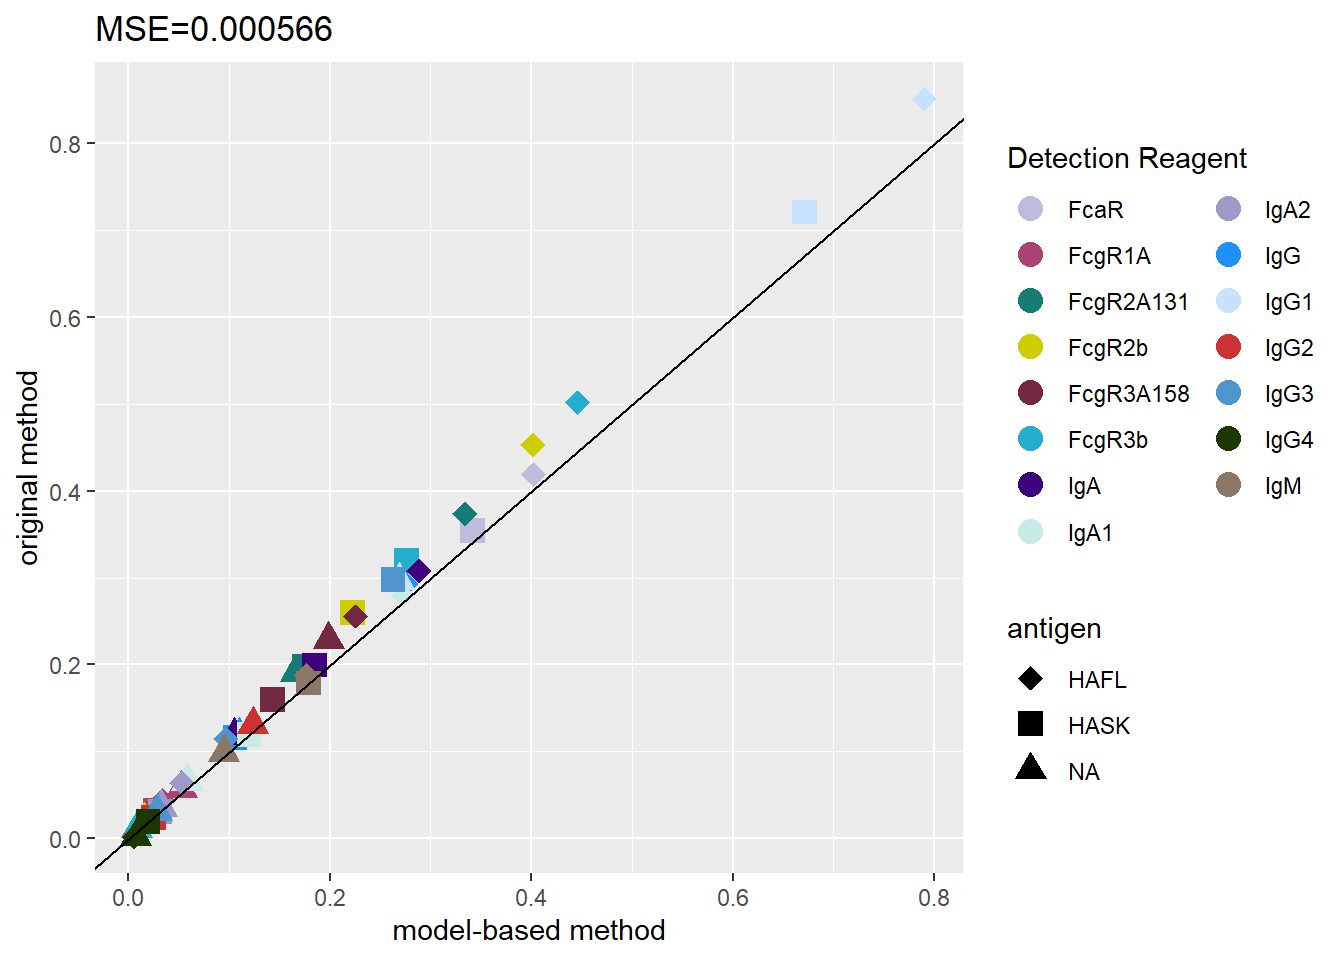 MSE=0.000566
original method
0.8
0.6
0.4
0.2
0.0
0.0 0.2 0.4 0.6 0.8
model-based method
Detection Reagent
FcaR IgA2
FcgR1A IgG
FcgR2A131 IgG1
FcgR2b IgG2
FcgR3A158 IgG3
FcgR3b IgG4
IgA IgM
IgA1
antigen
HAFL
HASK
NA